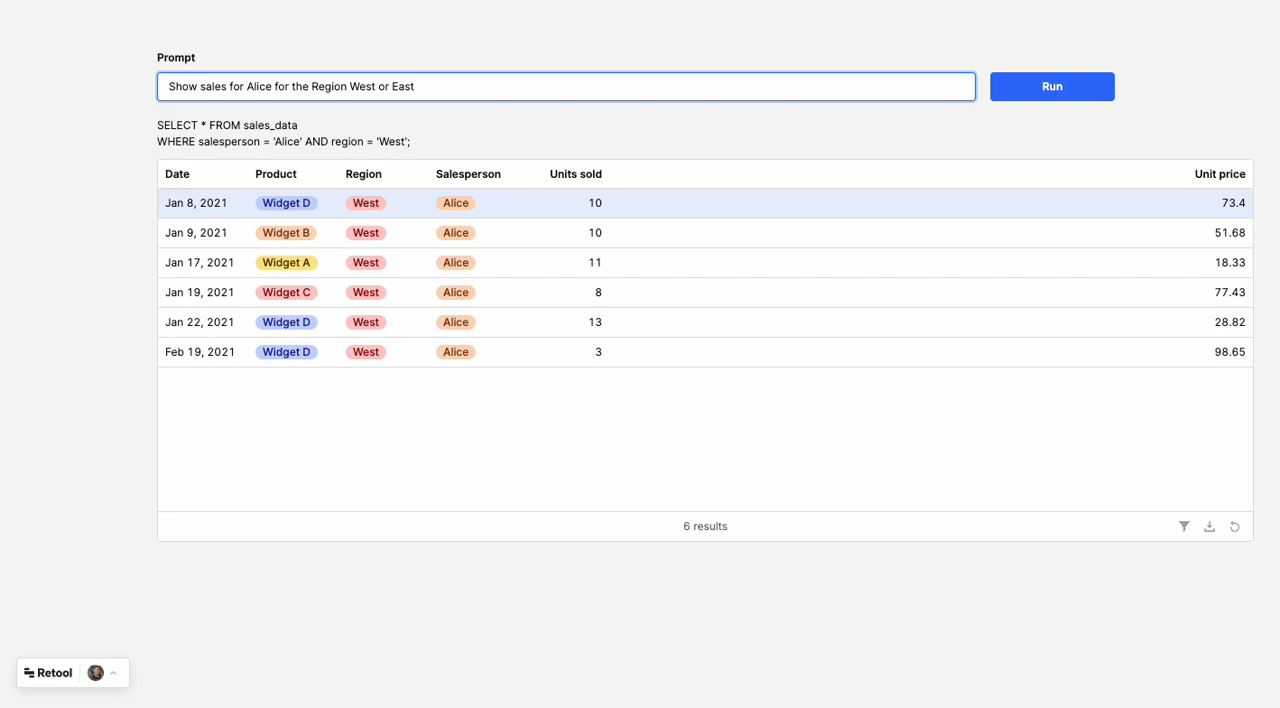 Prompt
Show sales for Alice for the Region West or East
Run
SELECT * FROM sales_data
WHERE salesperson = 'Alice' AND region = 'West';
Date Product Region Salesperson Units sold Unit price
Jan 8, 2021 Widget D West Alice 10 73.4
Jan 9, 2021 Widget B West Alice 10 51.68
Jan 17, 2021 Widget A West Alice 11 18.33
Jan 19, 2021 Widget C West Alice 8 77.43
Jan 22, 2021 Widget D West Alice 13 28.82
Feb 19, 2021 Widget D West Alice 3 98.65
6 results
Retool